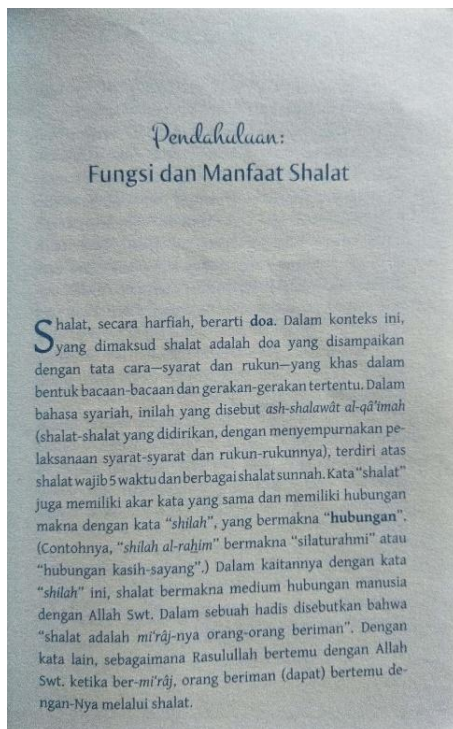 Pendahuluan:
Fungsi dan Manfaat Shalat
Shalat, secara harfiah, berarti doa. Dalam konteks ini,
yang dimaksud shalat adalah doa yang disampaikan
dengan tata cara—syarat dan rukun—yang khas dalam
bentuk bacaan-bacaan dan gerakan-gerakan tertentu. Dalam
bahasa syariah, inilah yang disebut ash-shalawât al-qâ'imah
(shalat-shalat yang didirikan, dengan menyempurnakan pe-
laksanaan syarat-syarat dan rukun-rukunnya), terdiri atas
shalat wajib 5 waktu dan berbagai shalat sunnah. Kata "shalat"
juga memiliki akar kata yang sama dan memiliki hubungan
makna dengan kata "shilah", yang bermakna "hubungan".
(Contohnya, "shilah al-raḥim" bermakna "silaturahmi" atau
"hubungan kasih-sayang".) Dalam kaitannya dengan kata
"shilah" ini, shalat bermakna medium hubungan manusia
dengan Allah Swt. Dalam sebuah hadis disebutkan bahwa
"shalat adalah mi'râj-nya orang-orang beriman". Dengan
kata lain, sebagaimana Rasulullah bertemu dengan Allah
Swt. ketika ber-mi'râj, orang beriman (dapat) bertemu de-
ngan-Nya melalui shalat.